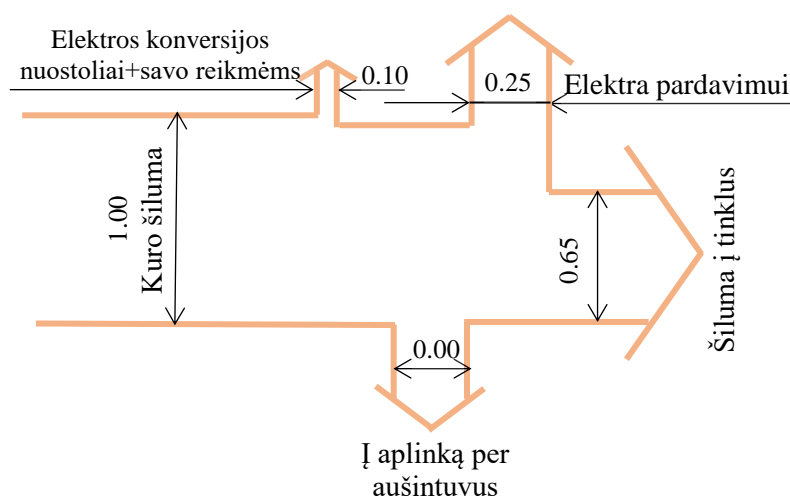 Elektros konversijos
nuostoliai+savo reikmėms
0.10
0.25
Elektra pardavimui
1.00
Kuro šiluma
0.65
Šiluma į tinklus
0.00
Į aplinką per
aušintuvus